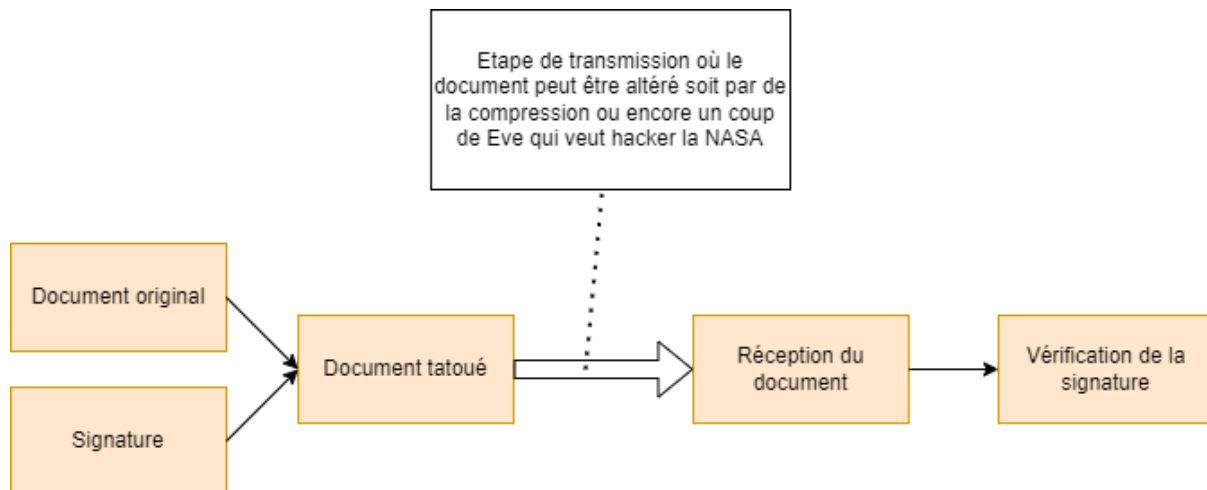 Etape de transmission où le
document peut être altéré soit par de
la compression ou encore un coup
de Eve qui veut hacker la NASA
Document original
Signature
Document tatoué
Réception du
document
Vérification de la
signature